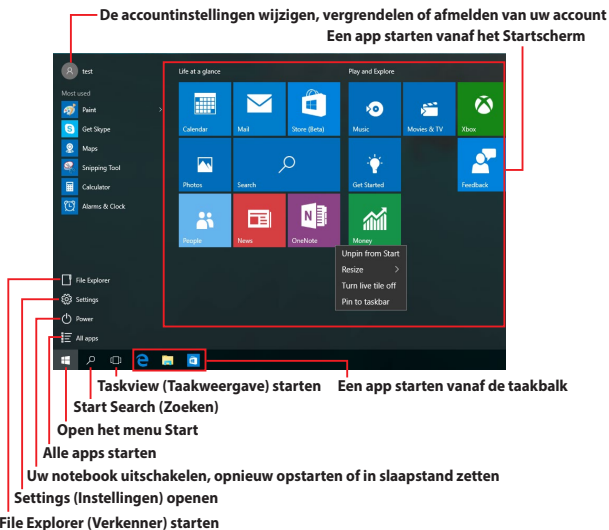 De accountinstellingen wijzigen, vergrendelen of afmelden van uw account
Een app starten vanaf het Startscherm
test
Life at a glance
Play and Explore
Most used
Paint
Get Skype
Maps
Snipping Tool
Calculator
Alarms & Clock
Calendar
Mail
Store (Beta)
Music
Movies & TV
Xbox
Photos
Search
Get Started
Feedback
People
News
OneNote
Money
Unpin from Start
Resize
Turn live tile off
Pin to taskbar
File Explorer
Settings
Power
All apps
Taskview (Taakweergave) starten
Een app starten vanaf de taakbalk
Start Search (Zoeken)
Open het menu Start
Alle apps starten
Uw notebook uitschakelen, opnieuw opstarten of in slaapstand zetten
Settings (Instellingen) openen
File Explorer (Verkenner) starten